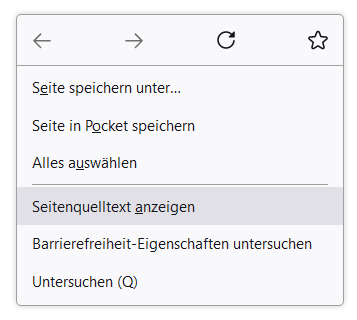 Seite speichern unter...
Seite in Pocket speichern
Alles auswählen
Seitenquelltext anzeigen
Barrierefreiheit-Eigenschaften untersuchen
Untersuchen (Q)